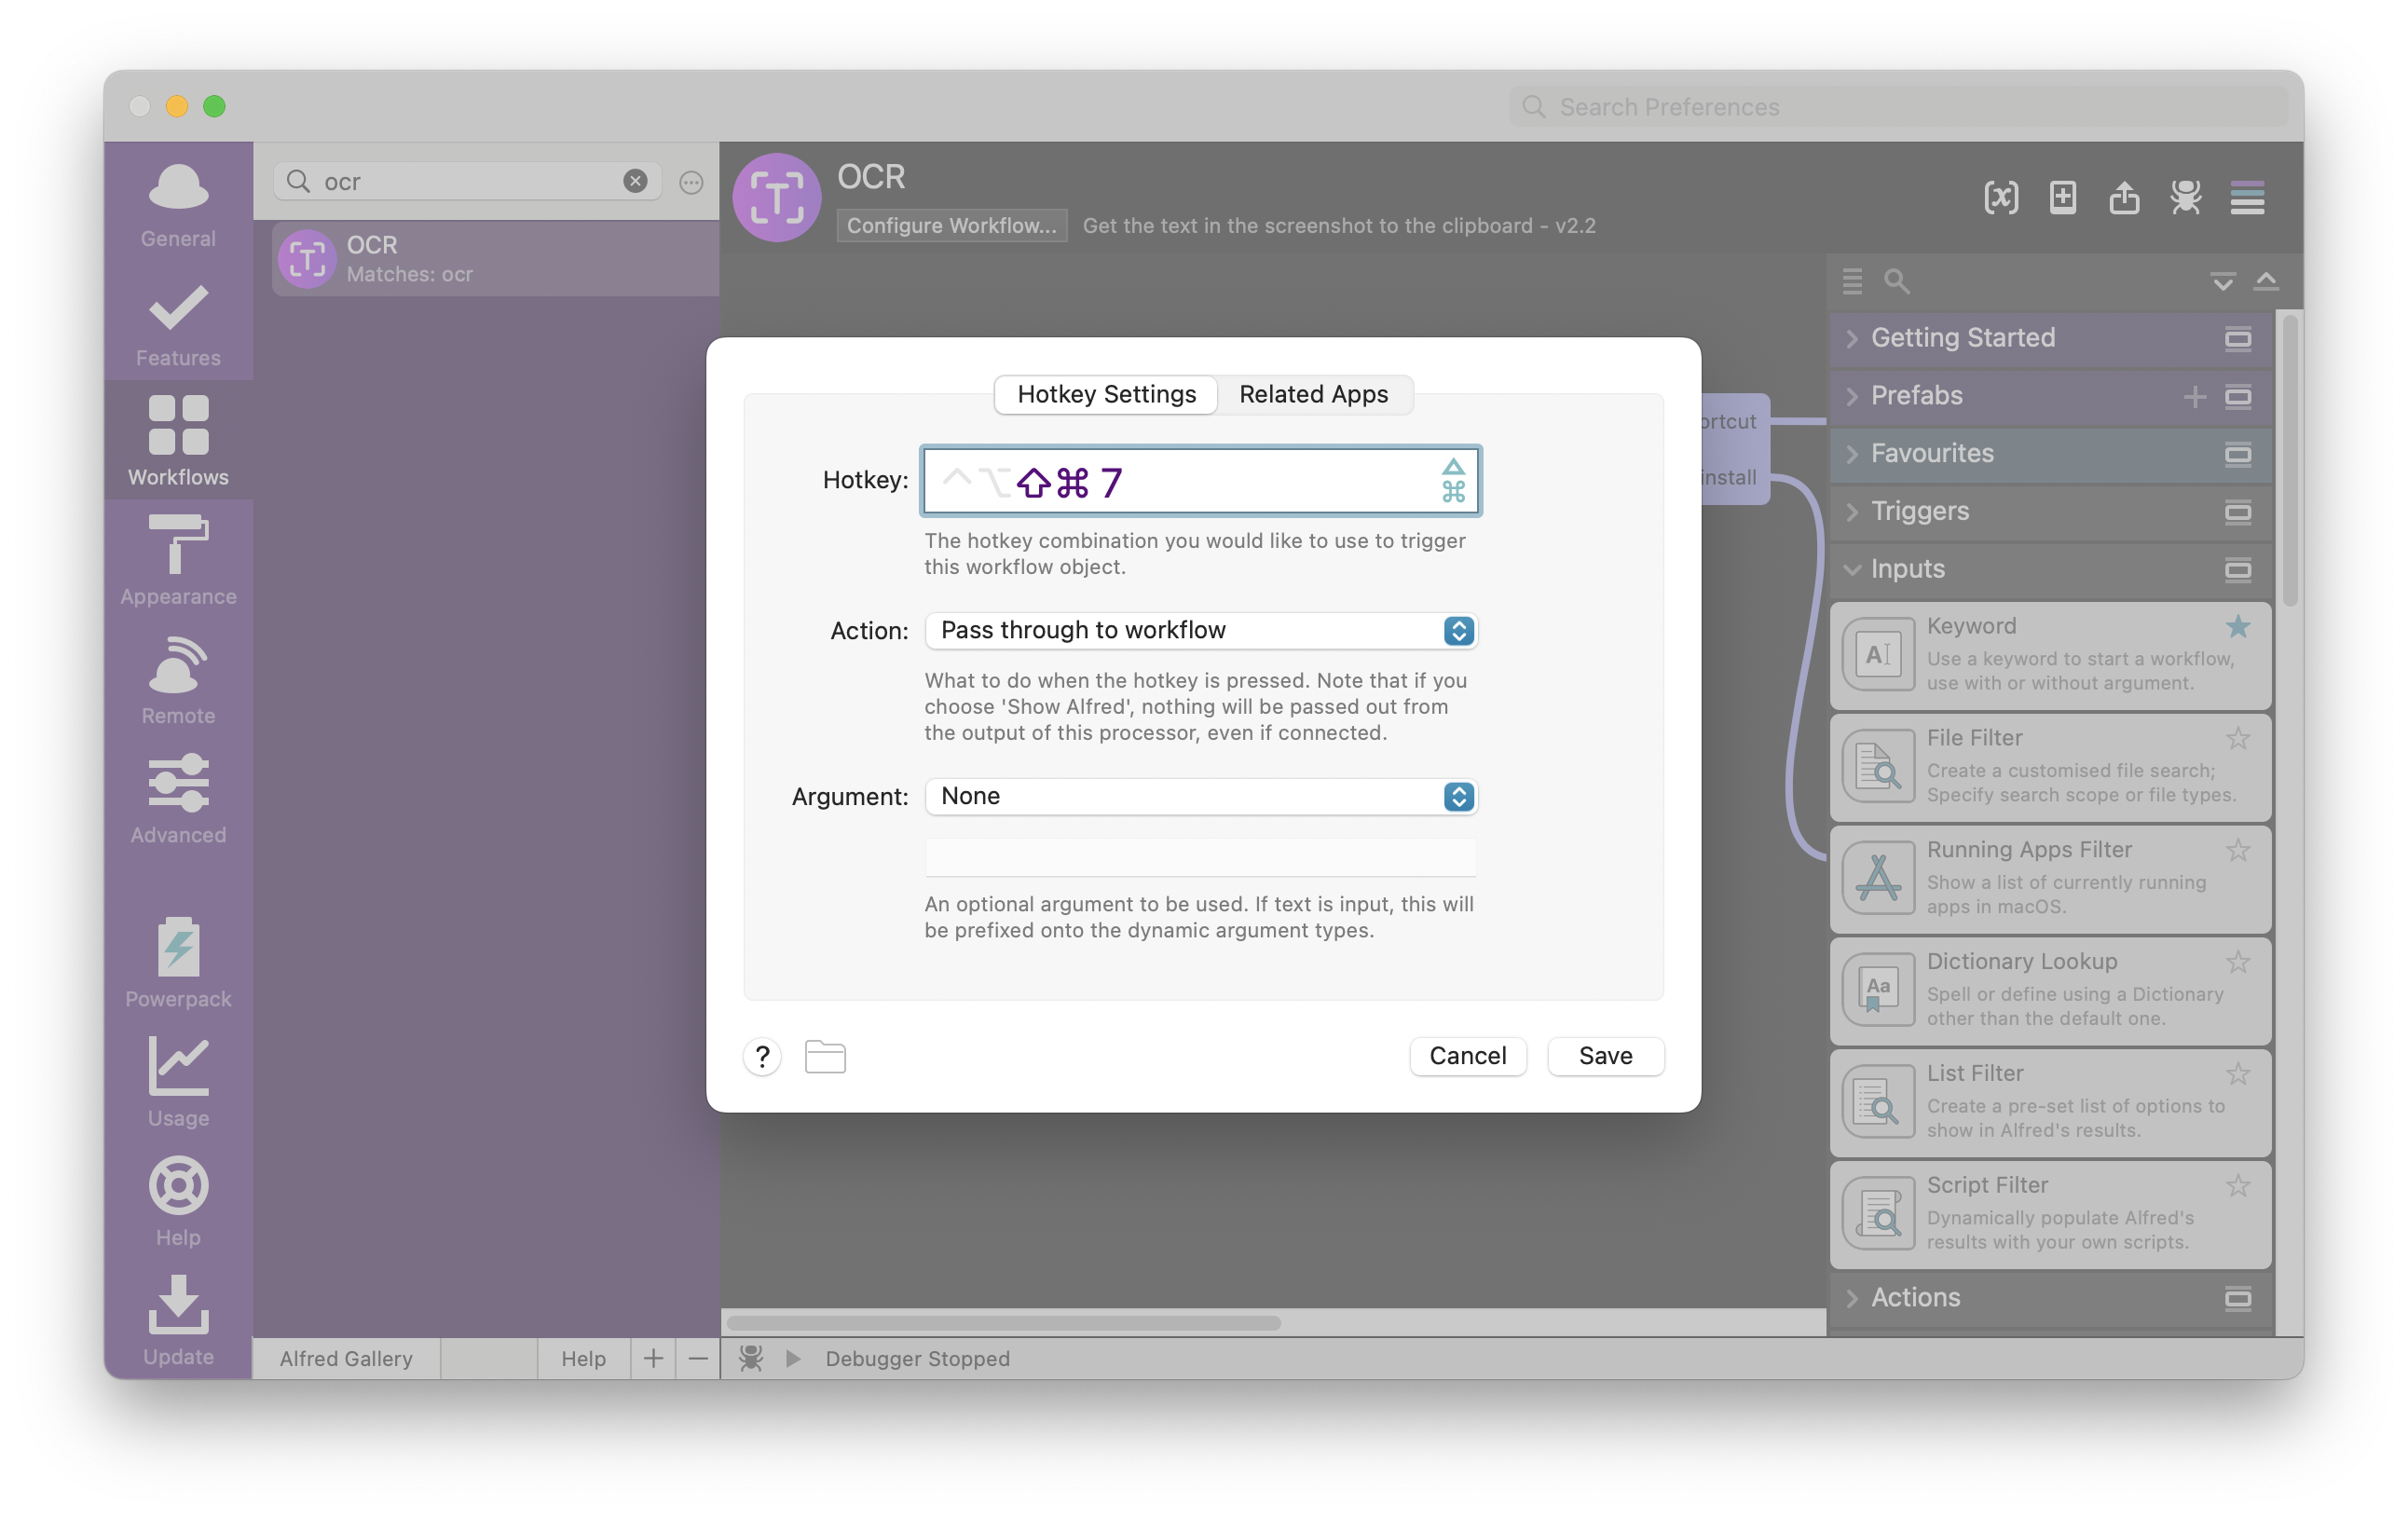 Search Preferences
General
Features
Workflows
Appearance
Remote
Advanced
Powerpack
Usage
Help
Update
ocr
OCR
Matches: ocr
Alfred Gallery
Help
OCR
Configure Workflow...
Get the text in the screenshot to the clipboard - v2.2
ortcut
install
Hotkey Settings
Related Apps
Hotkey:
⌃⌥⇧⌘ 7
The hotkey combination you would like to use to trigger
this workflow object.
Action:
Pass through to workflow
What to do when the hotkey is pressed. Note that if you
choose 'Show Alfred', nothing will be passed out from
the output of this processor, even if connected.
Argument:
None
An optional argument to be used. If text is input, this will
be prefixed onto the dynamic argument types.
?
Cancel
Save
Debugger Stopped
Getting Started
Prefabs
Favourites
Triggers
Inputs
Keyword
Use a keyword to start a workflow,
use with or without argument.
File Filter
Create a customised file search;
Specify search scope or file types.
Running Apps Filter
Show a list of currently running
apps in macOS.
Dictionary Lookup
Spell or define using a Dictionary
other than the default one.
List Filter
Create a pre-set list of options to
show in Alfred's results.
Script Filter
Dynamically populate Alfred's
results with your own scripts.
Actions